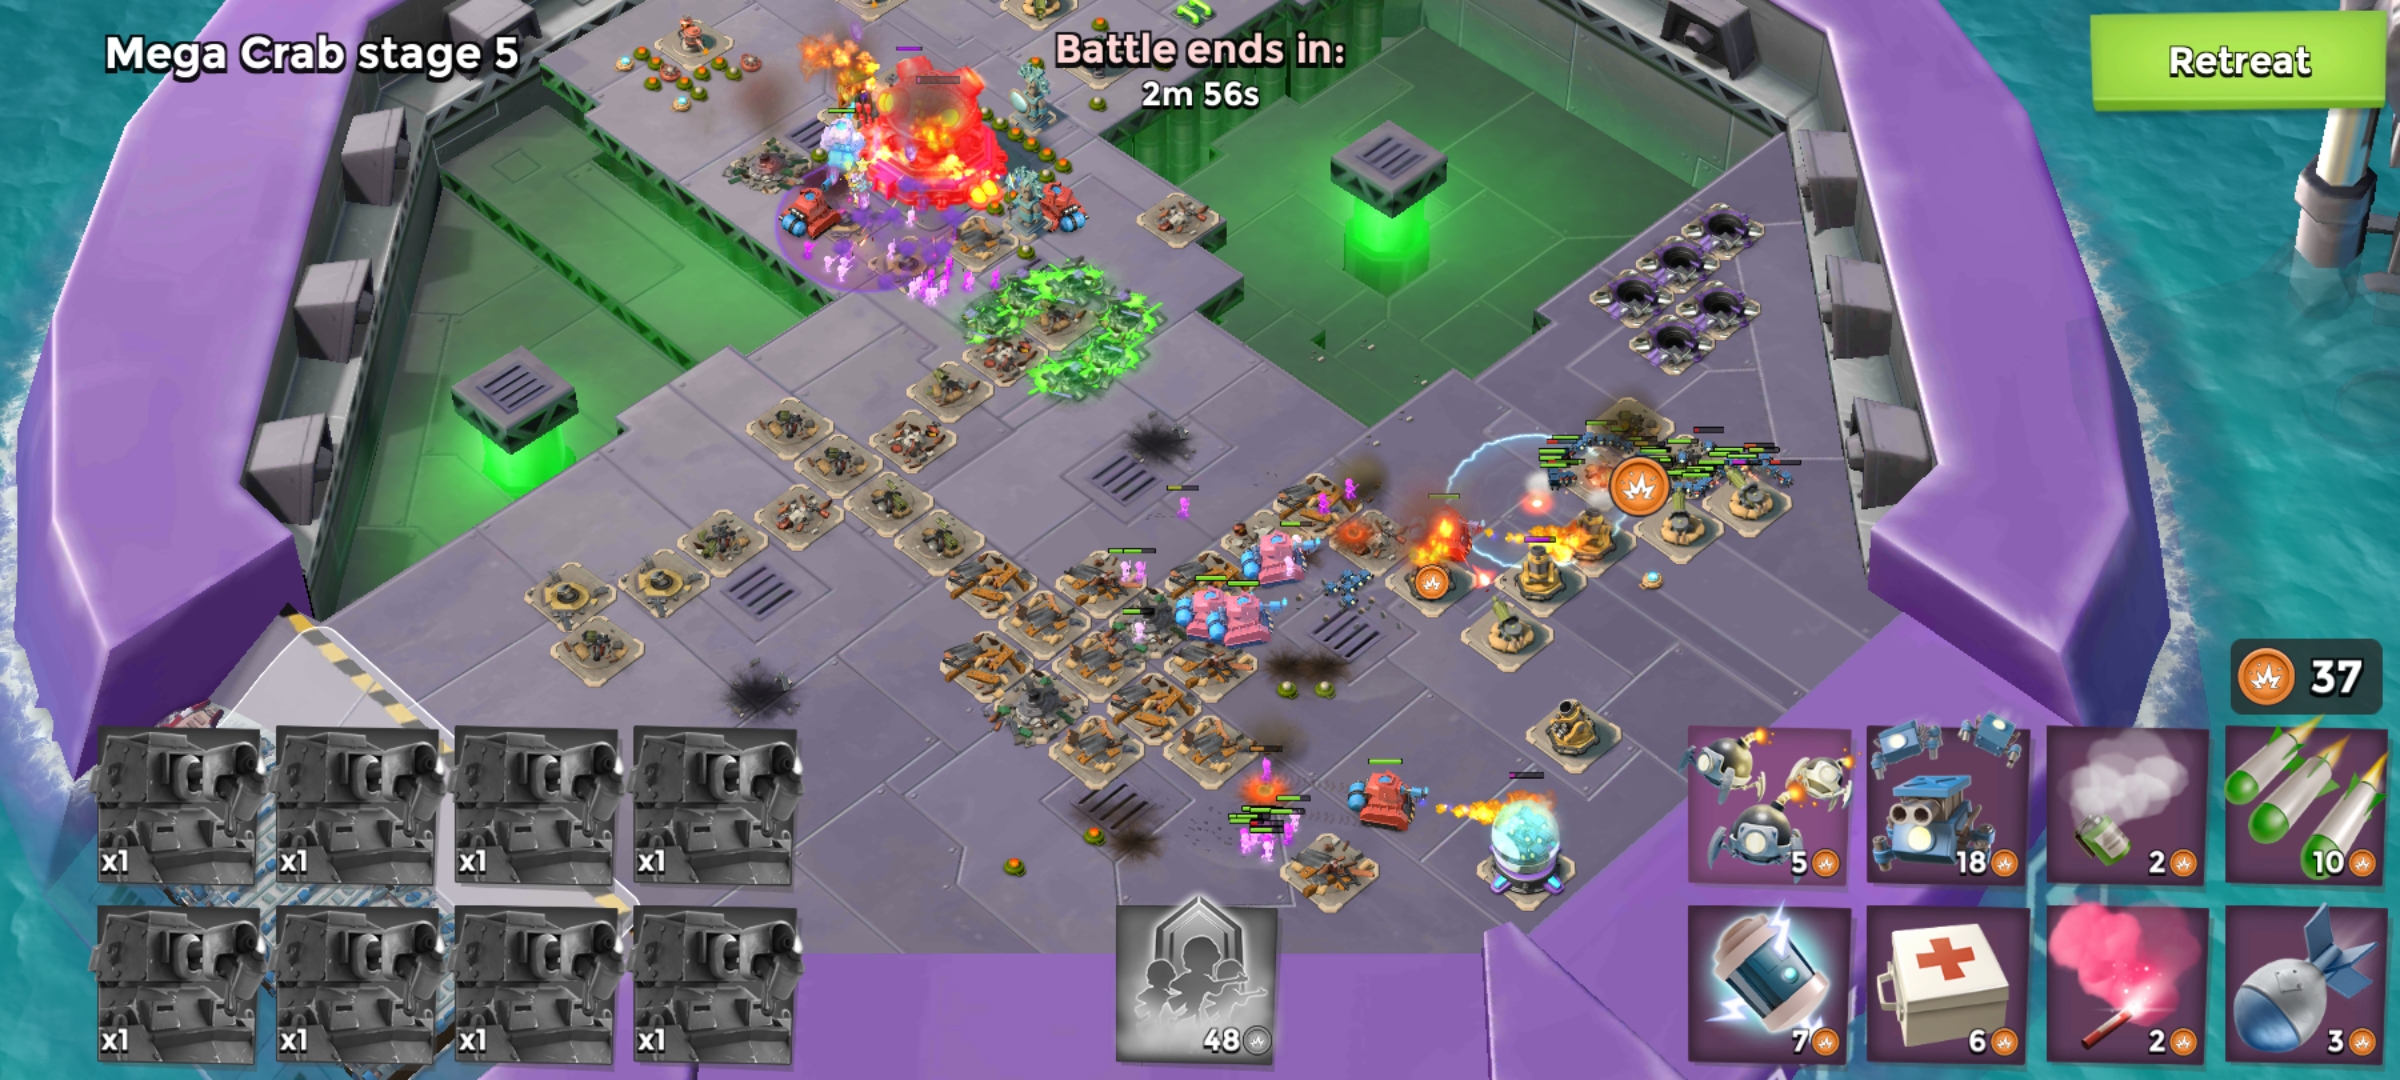 Mega Crab stage 5
Battle ends in:
2m 56s
Retreat
37
x1
x1
x1
x1
5
18
2
10
x1
x1
x1
x1
48
7
6
2
3